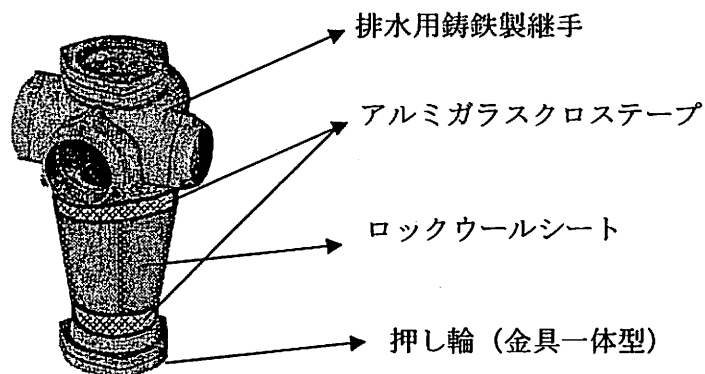 排水用鋳鉄製継手
アルミガラスクロステープ
ロックウールシート
押し輪（金具一体型）